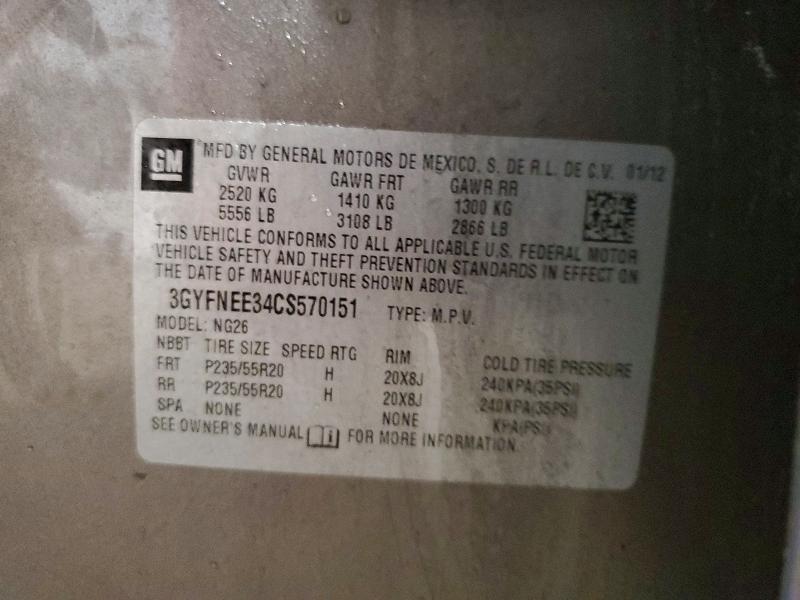 GM MFD BY GENERAL MOTORS DE MEXICO, S. DE R.L. DE C.V. 01/12
GVWR GAWR FRT GAWR RR
2520 KG 1410 KG 1300 KG
5556 LB 3108 LB 2866 LB
THIS VEHICLE CONFORMS TO ALL APPLICABLE U.S. FEDERAL MOTOR
VEHICLE SAFETY AND THEFT PREVENTION STANDARDS IN EFFECT ON
THE DATE OF MANUFACTURE SHOWN ABOVE.
3GYFNEE34CS570151 TYPE: M.P.V.
MODEL: NG26
NBBT TIRE SIZE SPEED RTG RIM COLD TIRE PRESSURE
FRT P235/55R20 H 20X8J 240KPA(35PSI)
RR P235/55R20 H 20X8J 240KPA(35PSI)
SPA NONE NONE KPA(PSI)
SEE OWNER'S MANUAL FOR MORE INFORMATION.